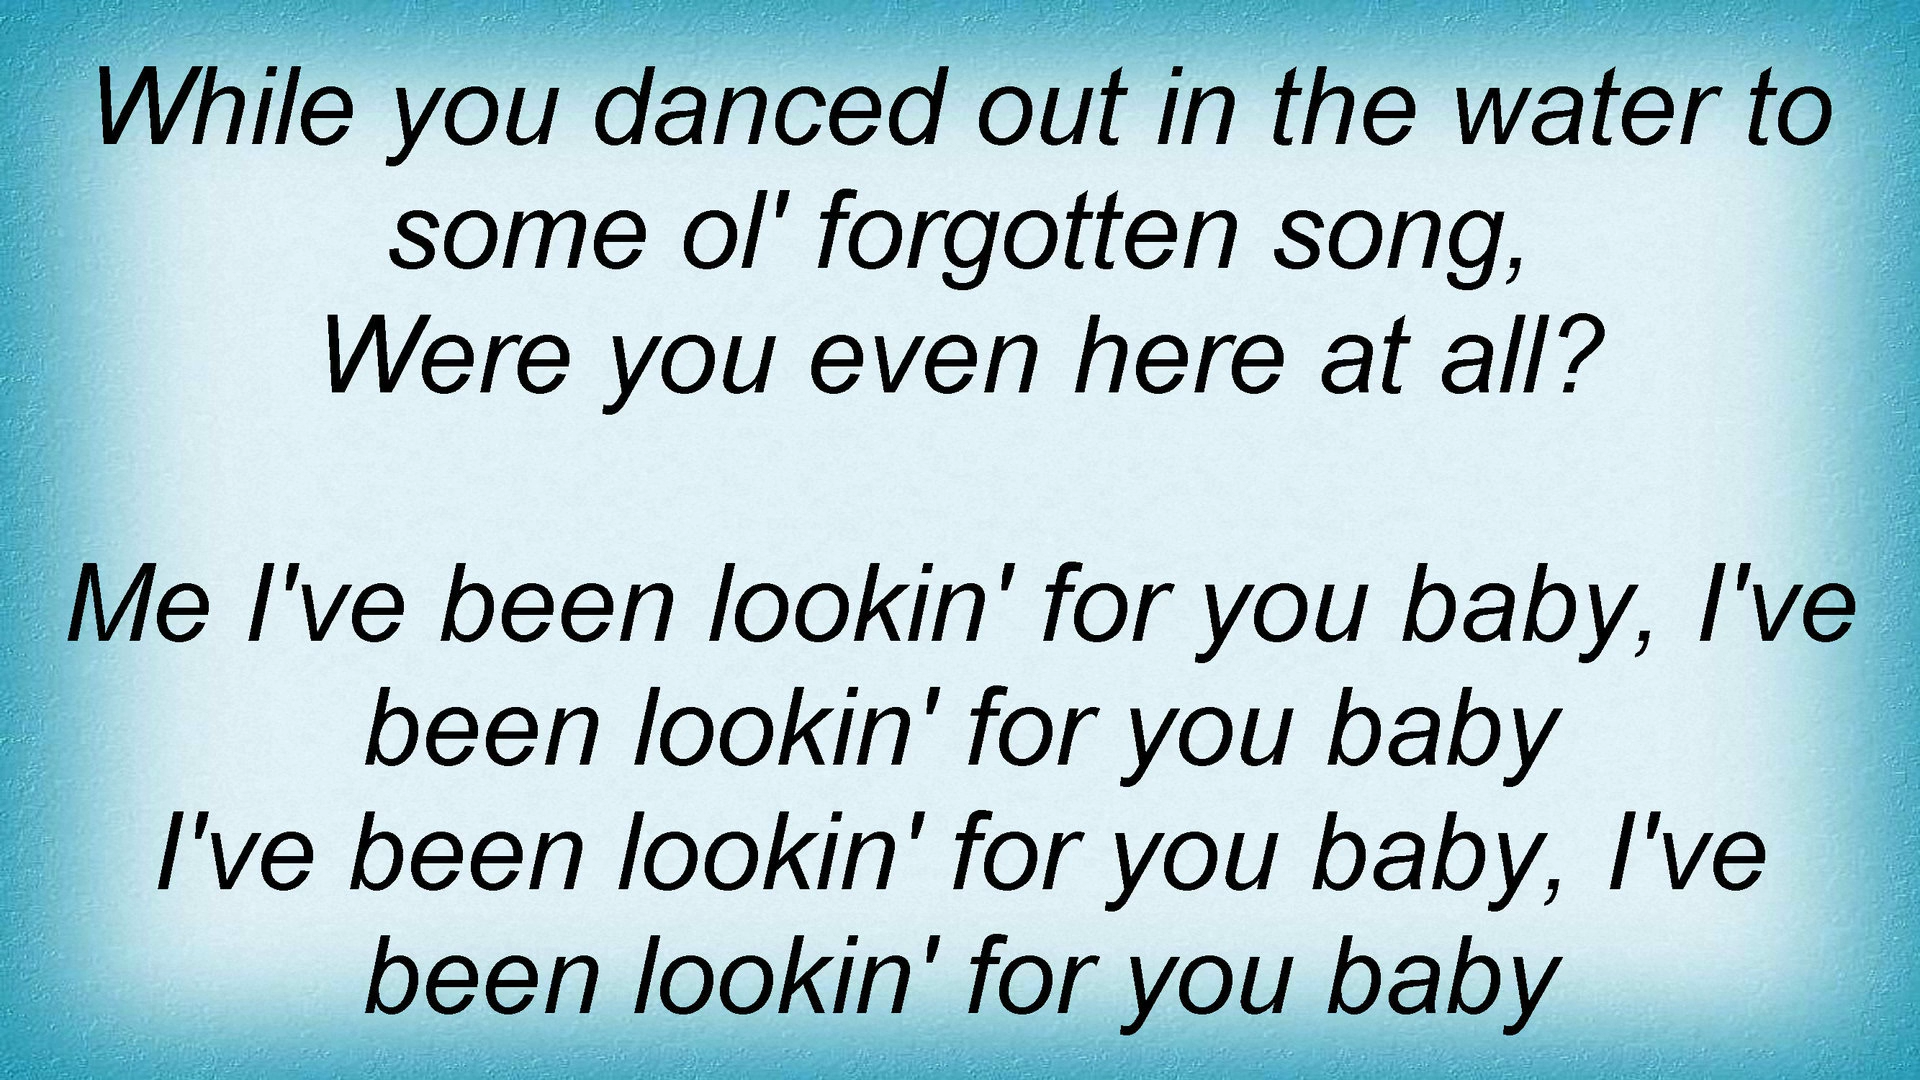 While you danced out in the water to
some ol' forgotten song,
Were you even here at all?
Me I've been lookin' for you baby, I've
been lookin' for you baby
I've been lookin' for you baby, I've
been lookin' for you baby